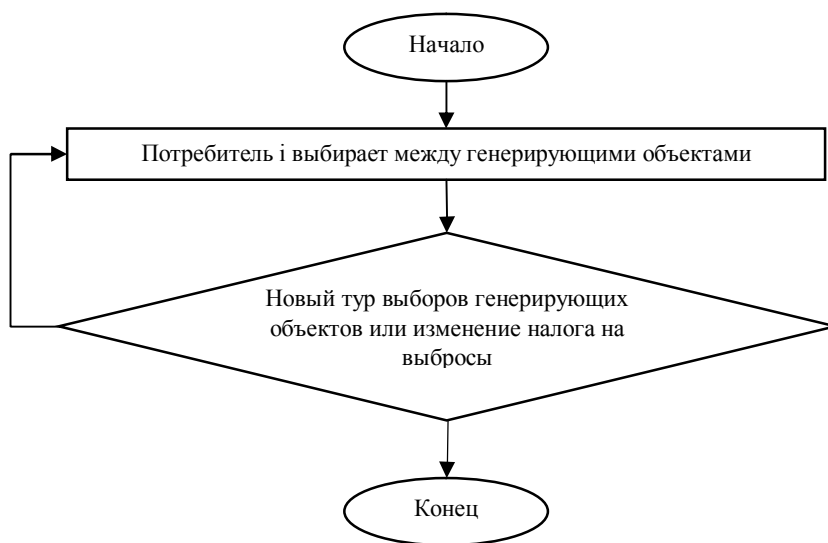 Начало
Потребитель i выбирает между генерирующими объектами
Новый тур выборов генерирующих
объектов или изменение налога на
выбросы
Конец